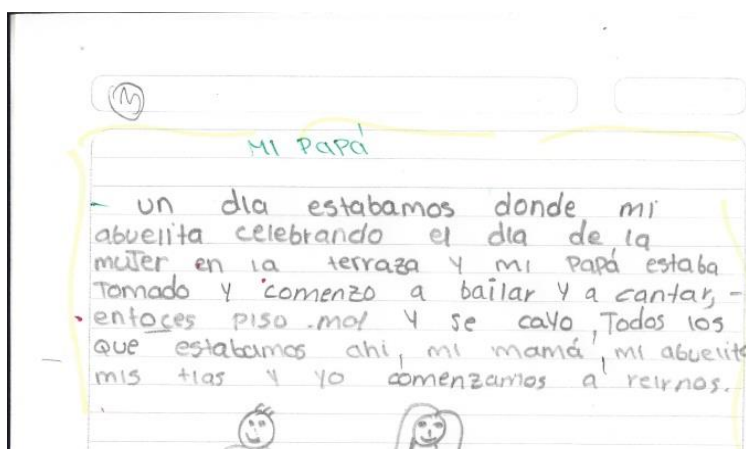 MI PAPá
- un dia estabamos donde mi
abuelita celebrando el dia de la
muJer en la terraza y mi Papá estaba
Tomado y comenzo a bailar y a cantar, -
entoces piso .mal y se cayo, Todos los
que estabamos ahi, mi mamá, mi abuelita
mis tias y yo comenzamos a reirnos.